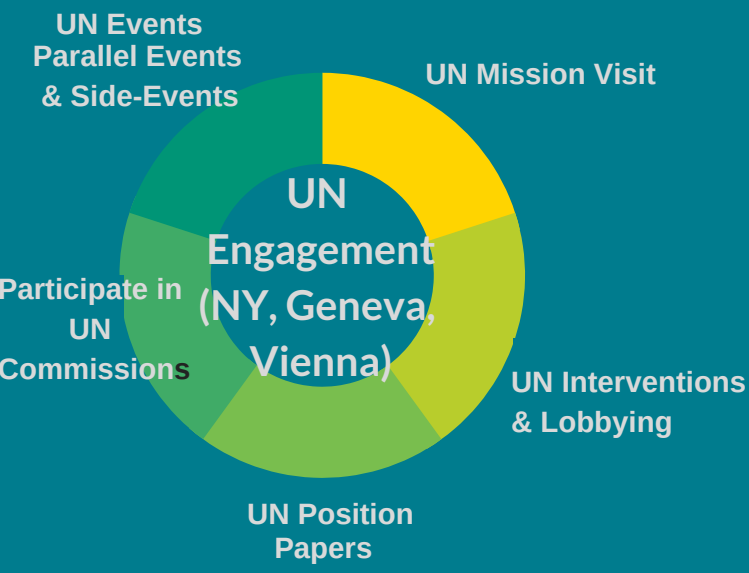 UN Events
Parallel Events
& Side-Events
UN Mission Visit
UN
Engagement
(NY, Geneva,
Vienna)
Participate in
UN
Commissions
UN Interventions
& Lobbying
UN Position
Papers